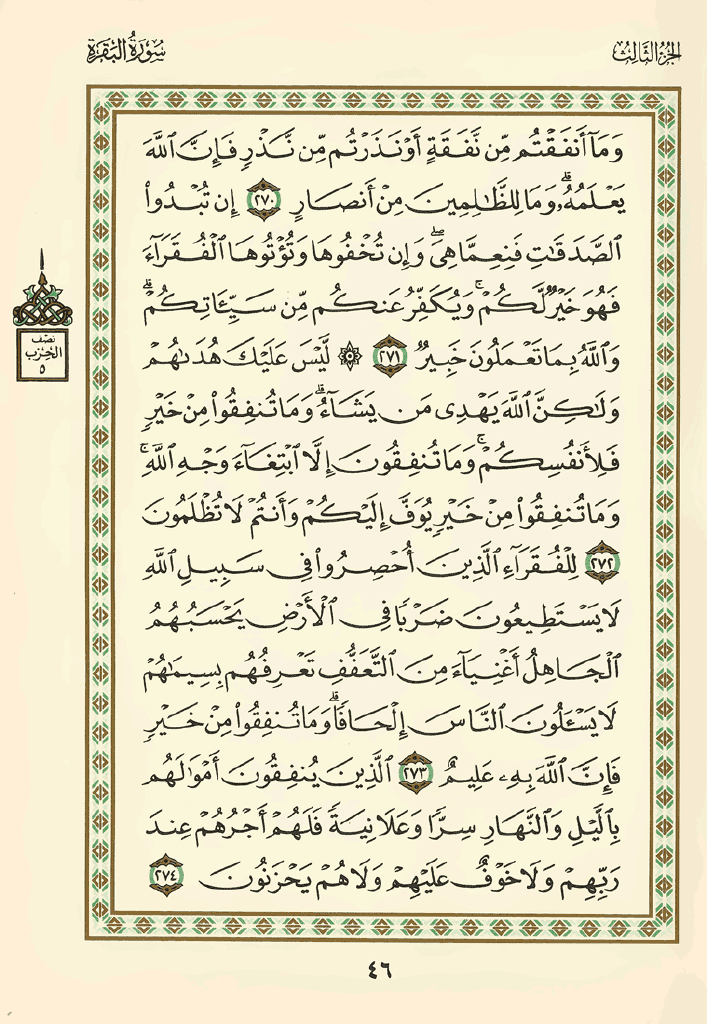 الجزء الثالث
سورة البقرة
وَمَآ أَنفَقْتُم مِّن نَّفَقَةٍ أَوْ نَذَرْتُم مِّن نَّذْرٍ فَإِنَّ ٱللَّهَ
يَعْلَمُهُۥ ۗ وَمَا لِلظَّـٰلِمِينَ مِنْ أَنصَارٍ ٢٧٠ إِن تُبْدُوا۟
ٱلصَّدَقَـٰتِ فَنِعِمَّا هِىَ ۖ وَإِن تُخْفُوهَا وَتُؤْتُوهَا ٱلْفُقَرَآءَ
فَهُوَ خَيْرٌ لَّكُمْ ۚ وَيُكَفِّرُ عَنكُم مِّن سَيِّـَٔاتِكُمْ ۗ
وَٱللَّهُ بِمَا تَعْمَلُونَ خَبِيرٌ ٢٧١ ۞ لَّيْسَ عَلَيْكَ هُدَىٰهُمْ
وَلَـٰكِنَّ ٱللَّهَ يَهْدِى مَن يَشَآءُ ۗ وَمَا تُنفِقُوا۟ مِنْ خَيْرٍ
فَلِأَنفُسِكُمْ ۚ وَمَا تُنفِقُونَ إِلَّا ٱبْتِغَآءَ وَجْهِ ٱللَّهِ ۚ
وَمَا تُنفِقُوا۟ مِنْ خَيْرٍ يُوَفَّ إِلَيْكُمْ وَأَنتُمْ لَا تُظْلَمُونَ
٢٧٢ لِلْفُقَرَآءِ ٱلَّذِينَ أُحْصِرُوا۟ فِى سَبِيلِ ٱللَّهِ
لَا يَسْتَطِيعُونَ ضَرْبًا فِى ٱلْأَرْضِ يَحْسَبُهُمُ
ٱلْجَاهِلُ أَغْنِيَآءَ مِنَ ٱلتَّعَفُّفِ تَعْرِفُهُم بِسِيمَـٰهُمْ
لَا يَسْـَٔلُونَ ٱلنَّاسَ إِلْحَافًا ۗ وَمَا تُنفِقُوا۟ مِنْ خَيْرٍ
فَإِنَّ ٱللَّهَ بِهِۦ عَلِيمٌ ٢٧٣ ٱلَّذِينَ يُنفِقُونَ أَمْوَٰلَهُم
بِٱلَّيْلِ وَٱلنَّهَارِ سِرًّا وَعَلَانِيَةً فَلَهُمْ أَجْرُهُمْ عِندَ
رَبِّهِمْ وَلَا خَوْفٌ عَلَيْهِمْ وَلَا هُمْ يَحْزَنُونَ ٢٧٤
نصف
الحزب
٥
٤٦